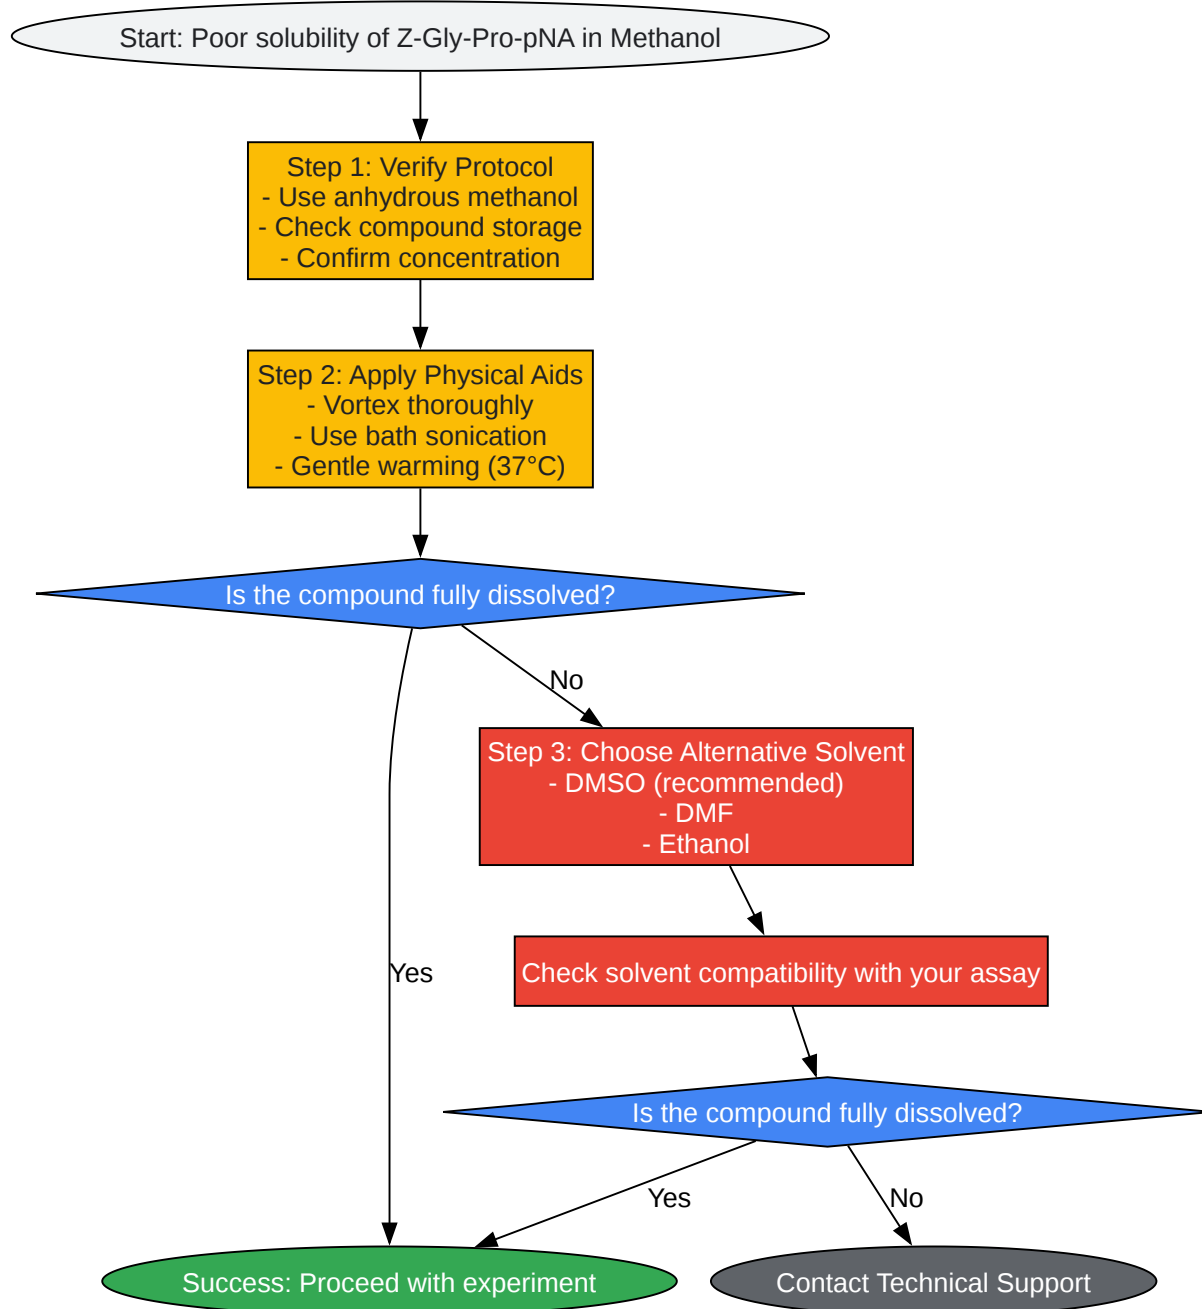 Start: Poor solubility of Z-Gly-Pro-pNA in Methanol
Step 1: Verify Protocol
- Use anhydrous methanol
- Check compound storage
- Confirm concentration
Step 2: Apply Physical Aids
- Vortex thoroughly
- Use bath sonication
- Gentle warming (37°C)
Is the compound fully dissolved?
No
Step 3: Choose Alternative Solvent
- DMSO (recommended)
- DMF
- Ethanol
Yes
Check solvent compatibility with your assay
Is the compound fully dissolved?
Yes
No
Success: Proceed with experiment
Contact Technical Support